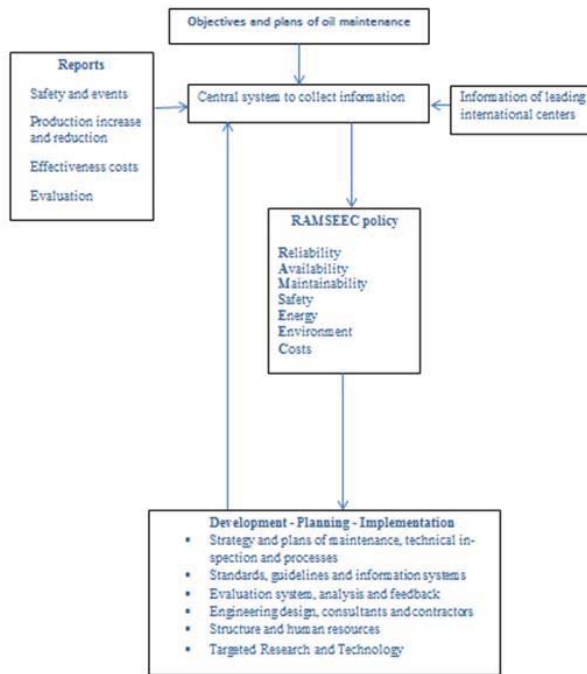 Objectives and plans of oil maintenance
Reports
Safety and events
Production increase
and reduction
Effectiveness costs
Evaluation
Central system to collect information
Information of leading
international centers
RAMSEEC policy
Reliability
Availability
Maintainability
Safety
Energy
Environment
Costs
Development - Planning - Implementation
▪ Strategy and plans of maintenance, technical in-
spection and processes
▪ Standards, guidelines and information systems
▪ Evaluation system, analysis and feedback
▪ Engineering design, consultants and contractors
▪ Structure and human resources
▪ Targeted Research and Technology